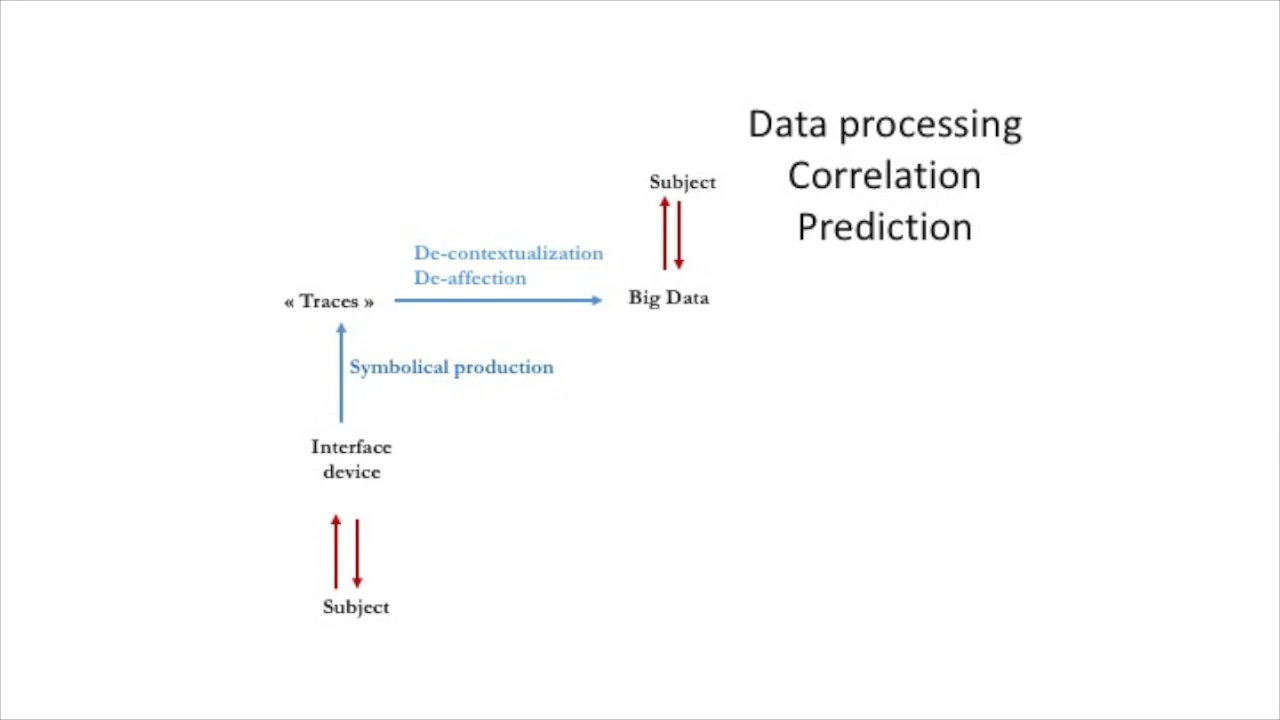 Data processing
Correlation
Prediction
Subject
De-contextualization
De-affection
« Traces »
Big Data
Symbolical production
Interface
device
Subject